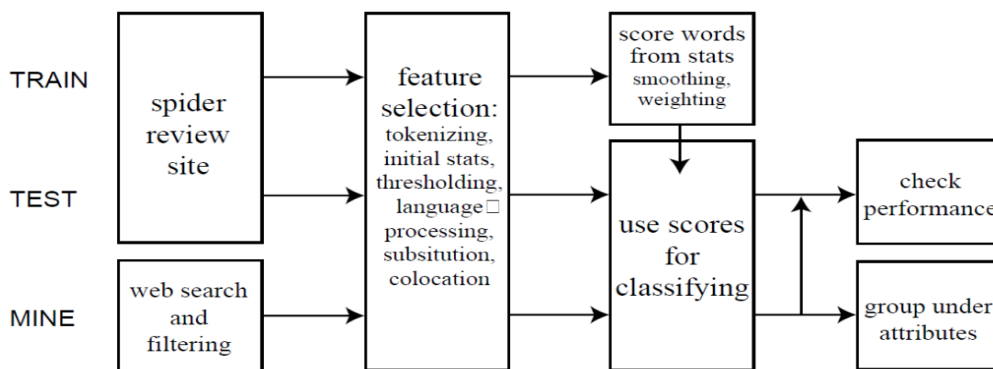 TRAIN
TEST
MINE
spider
review
site
web search
and
filtering
feature
selection:
tokenizing,
initial stats,
thresholding,
language□
processing,
subsitution,
colocation
score words
from stats
smoothing,
weighting
use scores
for
classifying
check
performance
group under
attributes